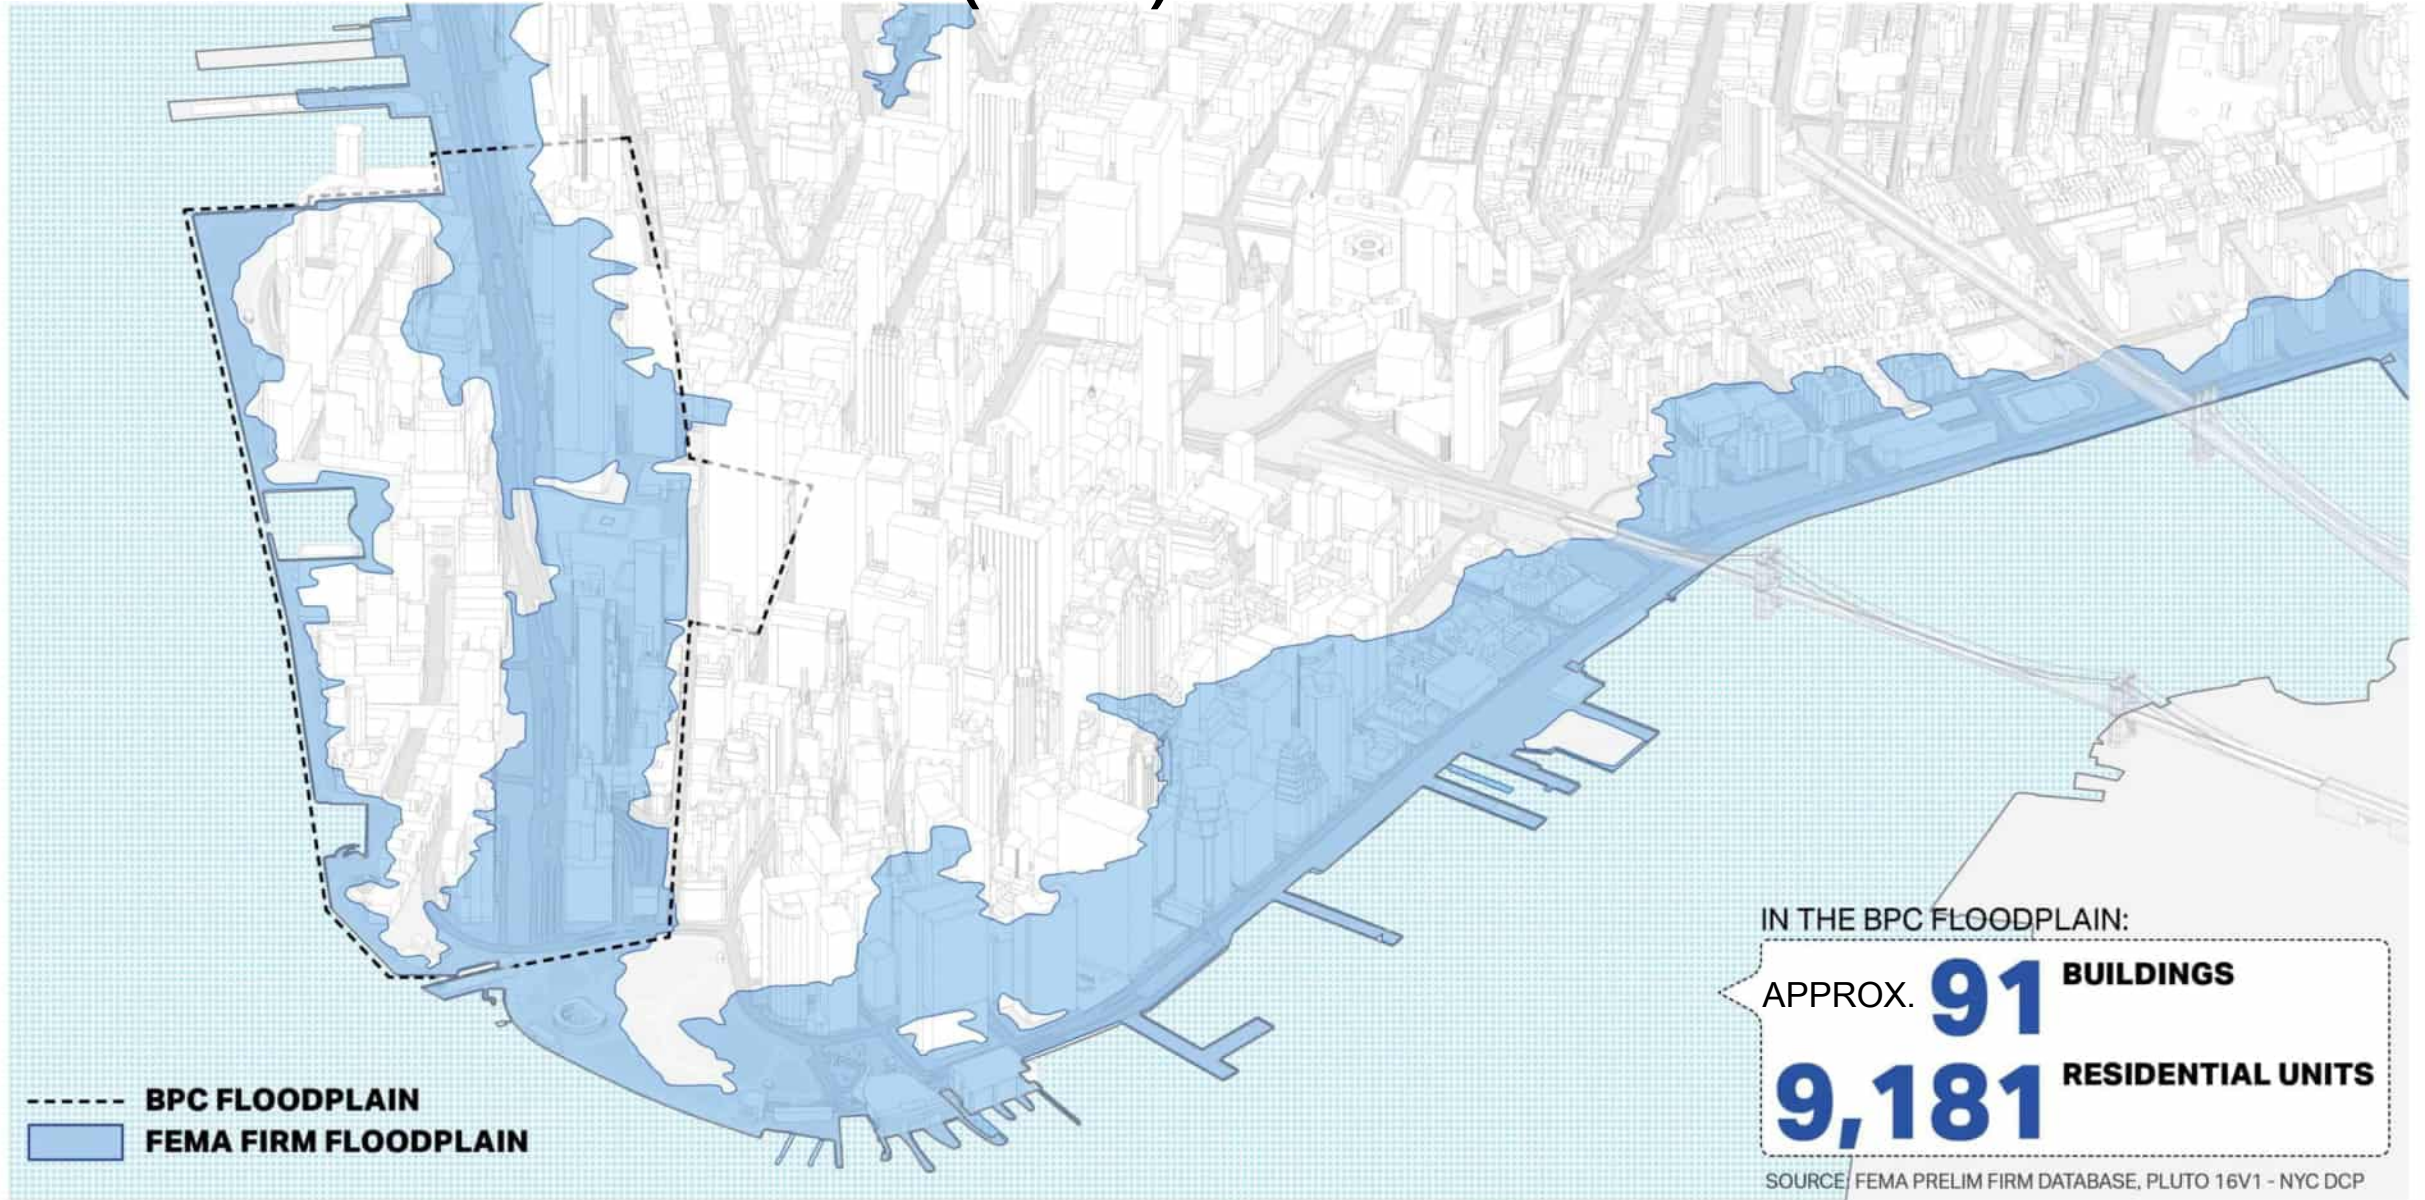 BPC FLOODPLAIN
FEMA FIRM FLOODPLAIN
IN THE BPC FLOODPLAIN:
APPROX. 91 BUILDINGS
9,181 RESIDENTIAL UNITS
SOURCE: FEMA PRELIM FIRM DATABASE, PLUTO 16V1 - NYC DCP